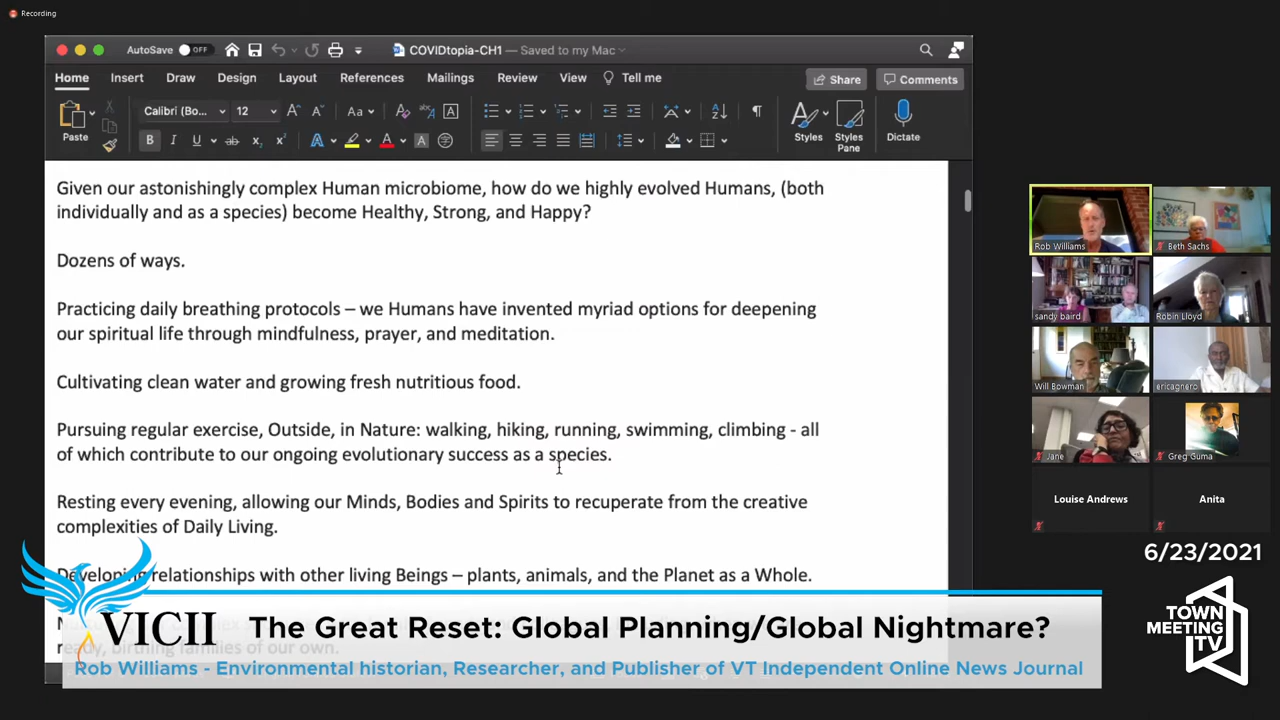 Recording
AutoSave OFF
COVIDtopia-CH1 — Saved to my Mac
Home Insert Draw Design Layout References Mailings Review View Tell me Share Comments
Paste
Calibri (Bo... 12
Styles
Styles Pane
Dictate
Given our astonishingly complex Human microbiome, how do we highly evolved Humans, (both
individually and as a species) become Healthy, Strong, and Happy?
Dozens of ways.
Practicing daily breathing protocols – we Humans have invented myriad options for deepening
our spiritual life through mindfulness, prayer, and meditation.
Cultivating clean water and growing fresh nutritious food.
Pursuing regular exercise, Outside, in Nature: walking, hiking, running, swimming, climbing - all
of which contribute to our ongoing evolutionary success as a species.
Resting every evening, allowing our Minds, Bodies and Spirits to recuperate from the creative
complexities of Daily Living.
Developing relationships with other living Beings – plants, animals, and the Planet as a Whole.
ready, birthing families of our own.
Rob Williams
Beth Sachs
sandy baird
Robin Lloyd
Will Bowman
ericagnero
Jane
Greg Guma
Louise Andrews
Anita
6/23/2021
TOWN
MEETING
TV
VICII
The Great Reset: Global Planning/Global Nightmare?
Rob Williams - Environmental historian, Researcher, and Publisher of VT Independent Online News Journal